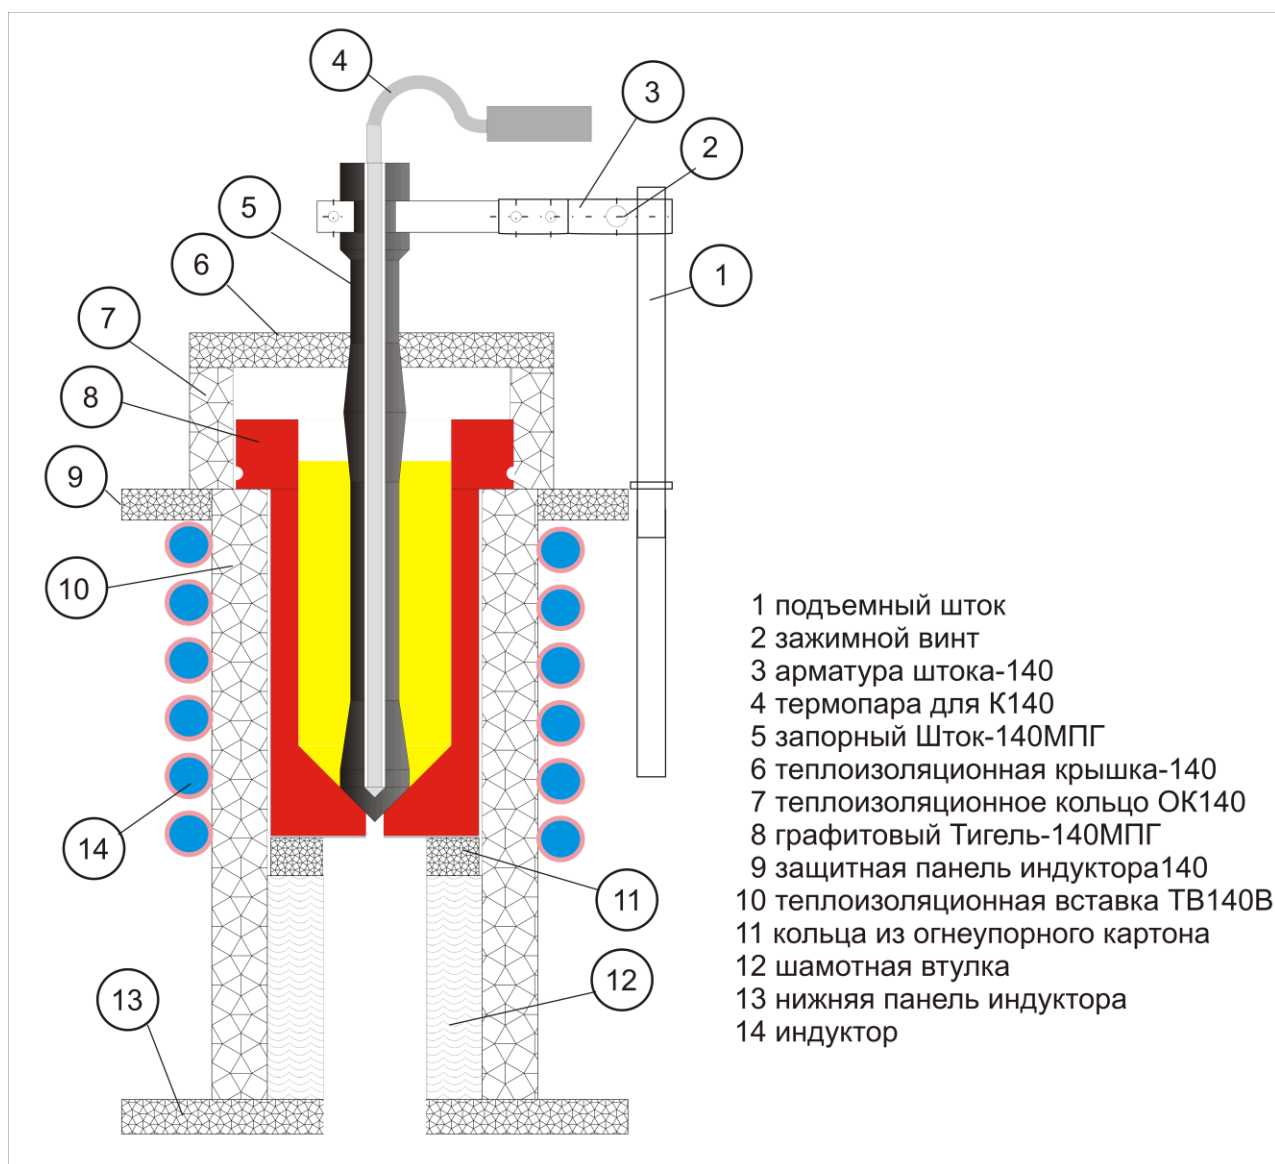 4
3
2
5
6
1
7
8
9
10
14
11
12
13
1 подъемный шток
2 зажимной винт
3 арматура штока-140
4 термопара для К140
5 запорный Шток-140МПГ
6 теплоизоляционная крышка-140
7 теплоизоляционное кольцо ОК140
8 графитовый Тигель-140МПГ
9 защитная панель индуктора140
10 теплоизоляционная вставка ТВ140В
11 кольца из огнеупорного картона
12 шамотная втулка
13 нижняя панель индуктора
14 индуктор